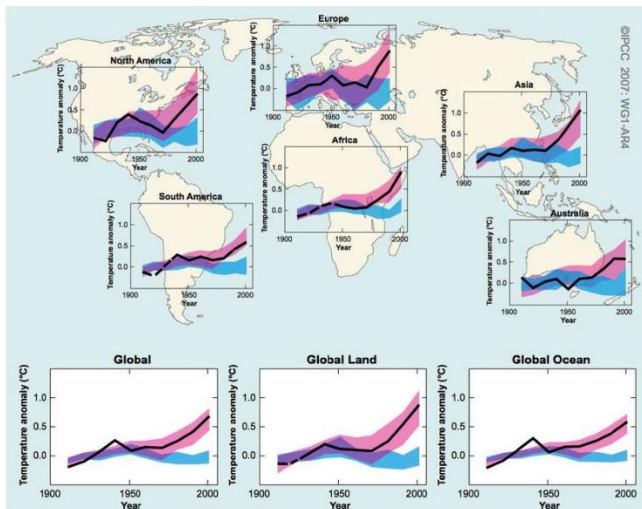 ©IPCC 2007: WG1-AR4
Europe
Temperature anomaly (°C)
1.0
0.5
0.0
1900
1950
2000
Year
North America
Temperature anomaly (°C)
1.0
0.5
0.0
1900
1950
2000
Year
Asia
Temperature anomaly (°C)
1.0
0.5
0.0
1900
1950
2000
Year
Africa
Temperature anomaly (°C)
1.0
0.5
0.0
1900
1950
2000
Year
South America
Temperature anomaly (°C)
1.0
0.5
0.0
1900
1950
2000
Year
Australia
Temperature anomaly (°C)
1.0
0.5
0.0
1900
1950
2000
Year
Global
Temperature anomaly (°C)
1.0
0.5
0.0
1900
1950
2000
Year
Global Land
Temperature anomaly (°C)
1.0
0.5
0.0
1900
1950
2000
Year
Global Ocean
Temperature anomaly (°C)
1.0
0.5
0.0
1900
1950
2000
Year